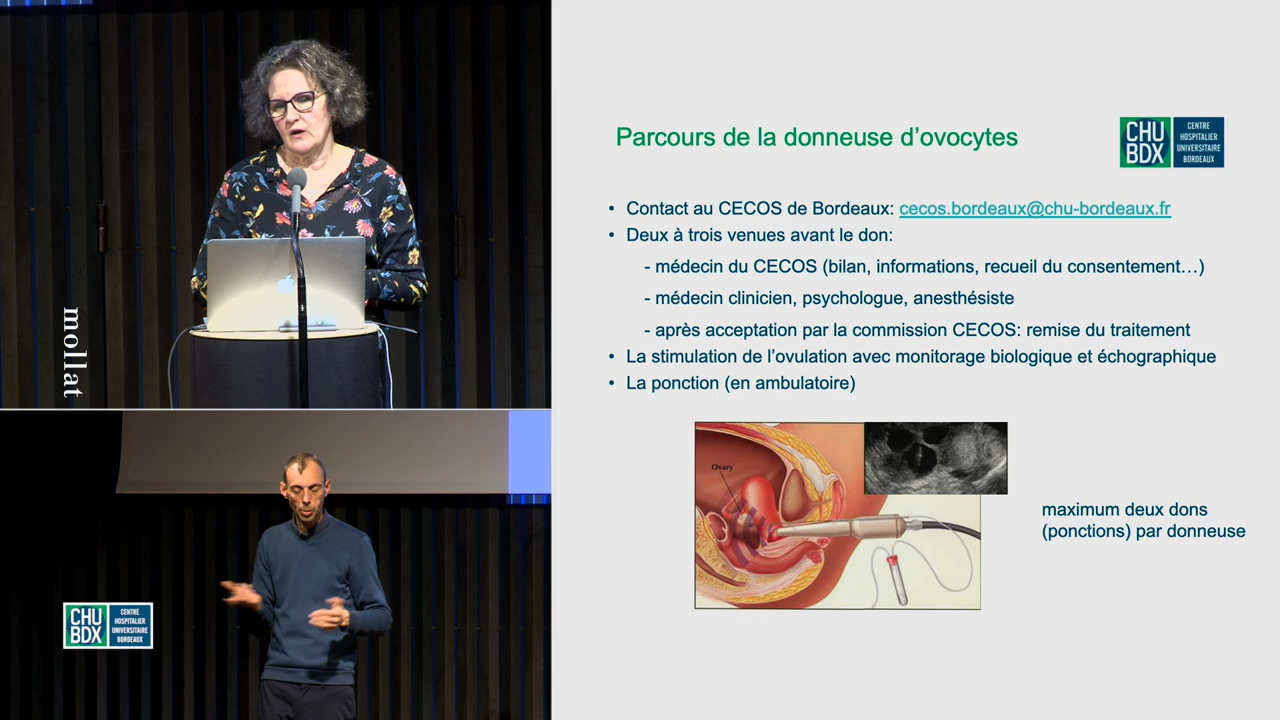 mollat
CHU
BDX
CENTRE
HOSPITALIER
UNIVERSITAIRE
BORDEAUX
Parcours de la donneuse d’ovocytes
CHU
BDX
CENTRE
HOSPITALIER
UNIVERSITAIRE
BORDEAUX
• Contact au CECOS de Bordeaux: cecos.bordeaux@chu-bordeaux.fr
• Deux à trois venues avant le don:
- médecin du CECOS (bilan, informations, recueil du consentement…)
- médecin clinicien, psychologue, anesthésiste
- après acceptation par la commission CECOS: remise du traitement
• La stimulation de l’ovulation avec monitorage biologique et échographique
• La ponction (en ambulatoire)
Ovary
maximum deux dons
(ponctions) par donneuse